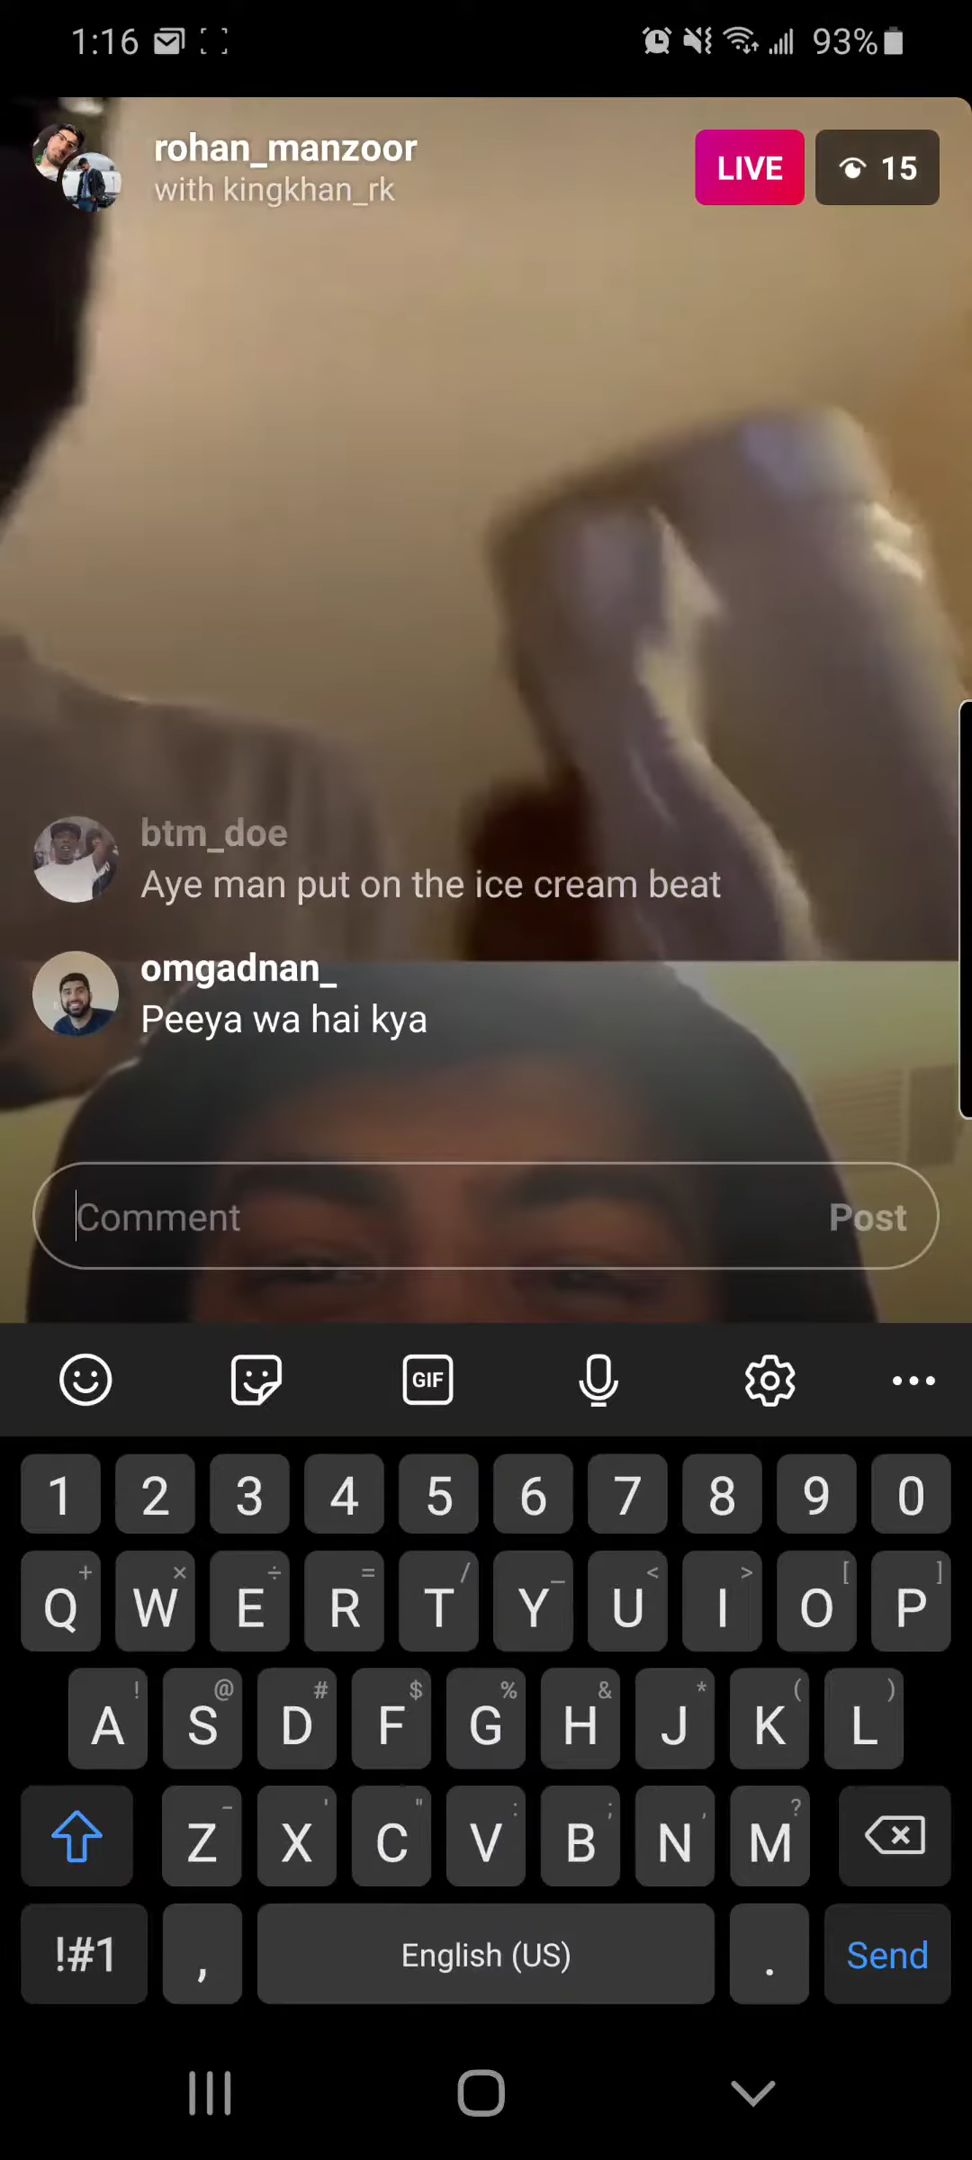 1:16 93%
rohan_manzoor
with kingkhan_rk
LIVE 15
btm_doe
Aye man put on the ice cream beat
omgadnan_
Peeya wa hai kya
Comment Post
GIF
1 2 3 4 5 6 7 8 9 0
+ × ÷ = / _ < > [ ]
Q W E R T Y U I O P
! @ # $ % & * ( )
A S D F G H J K L
- ' " : ; , ?
Z X C V B N M
!#1 , English (US) . Send